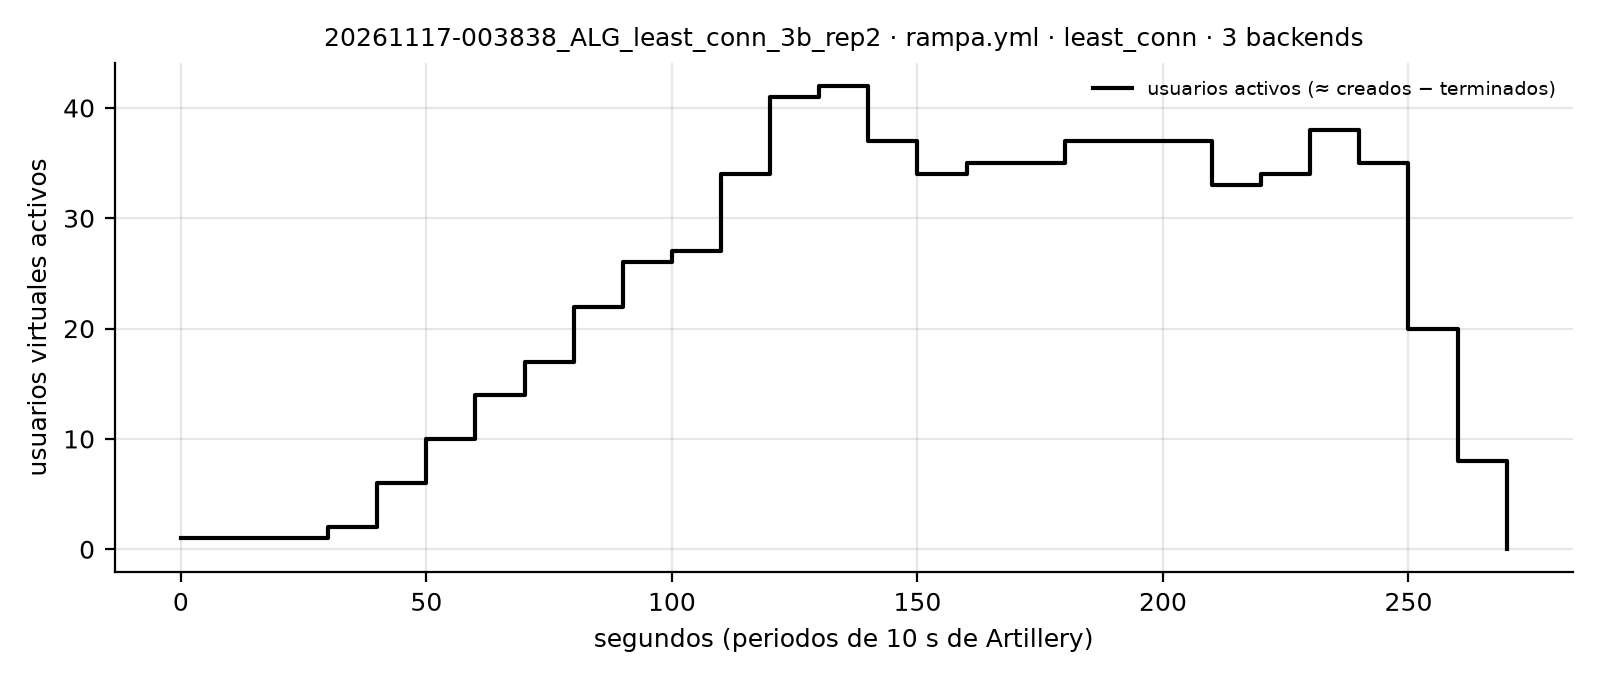 20261117-003838_ALG_least_conn_3b_rep2 · rampa.yml · least_conn · 3 backends
usuarios activos (≈ creados − terminados)
usuarios virtuales activos
40
30
20
10
0
0 50 100 150 200 250
segundos (periodos de 10 s de Artillery)